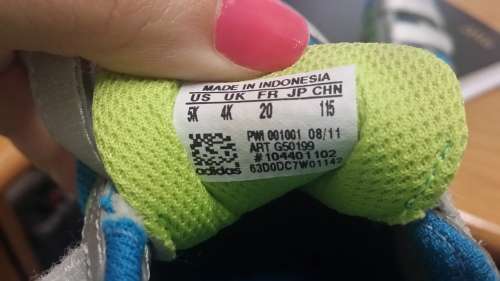 MADE IN INDONESIA
US UK FR JP CHN
5K 4K 20 115
PWI 001001 08/11
ART G50199
#104401102
adidas 63D0DC7W01142